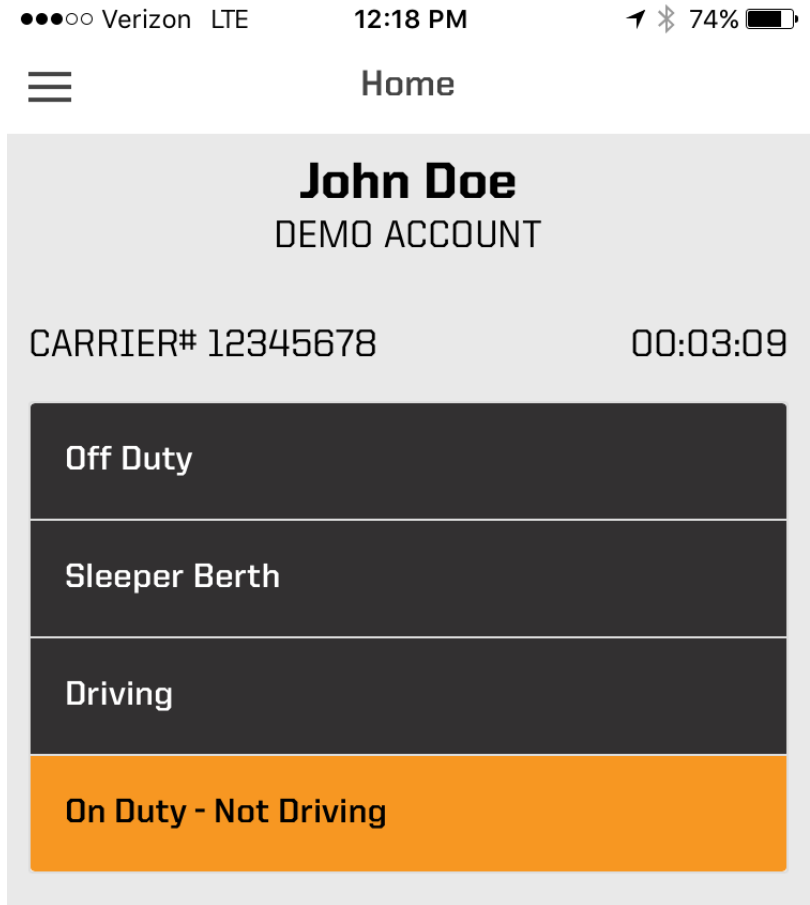 Verizon LTE 12:18 PM 74%
Home
John Doe
DEMO ACCOUNT
CARRIER# 12345678 00:03:09
Off Duty
Sleeper Berth
Driving
On Duty - Not Driving